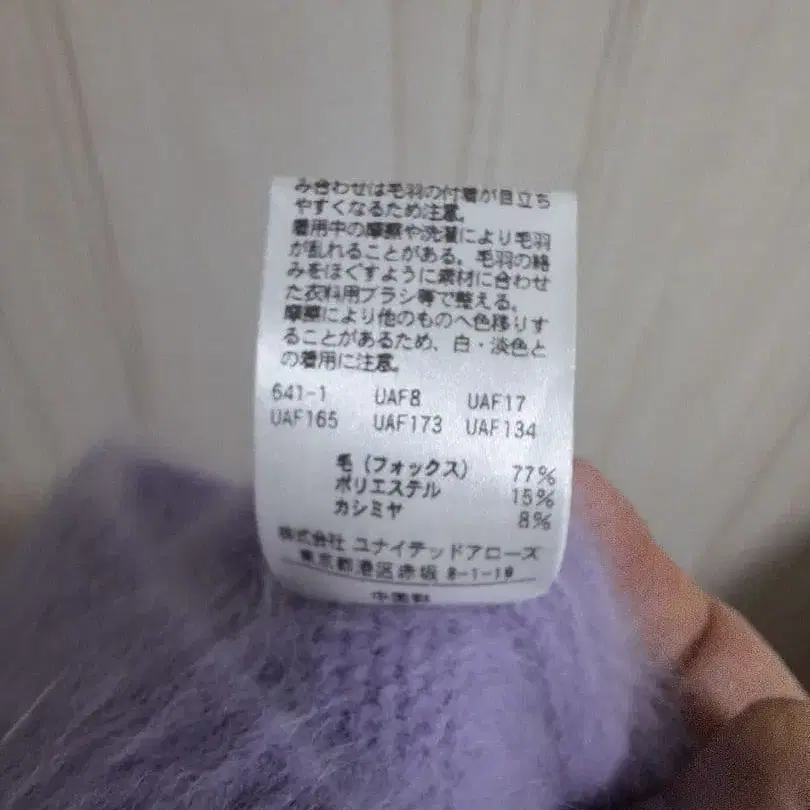 み合わせは毛羽の付着が目立ち
やすくなるため注意。
着用中の摩擦や洗濯により毛羽
が乱れることがある。毛羽の絡
みをほぐすように素材に合わせ
た衣料用ブラシ等で整える。
摩擦により他のものへ色移りす
ることがあるため、白・淡色と
の着用に注意。
641-1 UAF8 UAF17
UAF165 UAF173 UAF134
毛(フォックス) 77%
ポリエステル 15%
カシミヤ 8%
株式会社 ユナイテッドアローズ
東京都港区赤坂 8-1-19
中国製